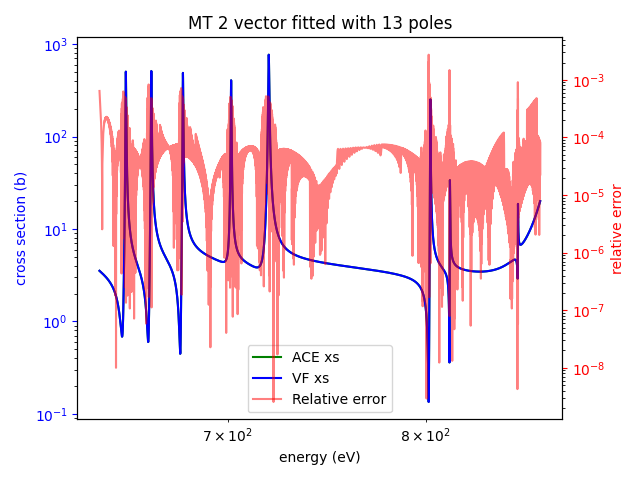 MT 2 vector fitted with 13 poles
cross section (b)
10³
10²
10¹
10⁰
10⁻¹
10⁻³
10⁻⁴
10⁻⁵
10⁻⁶
10⁻⁷
10⁻⁸
relative error
ACE xs
VF xs
Relative error
7 × 10² 8 × 10²
energy (eV)